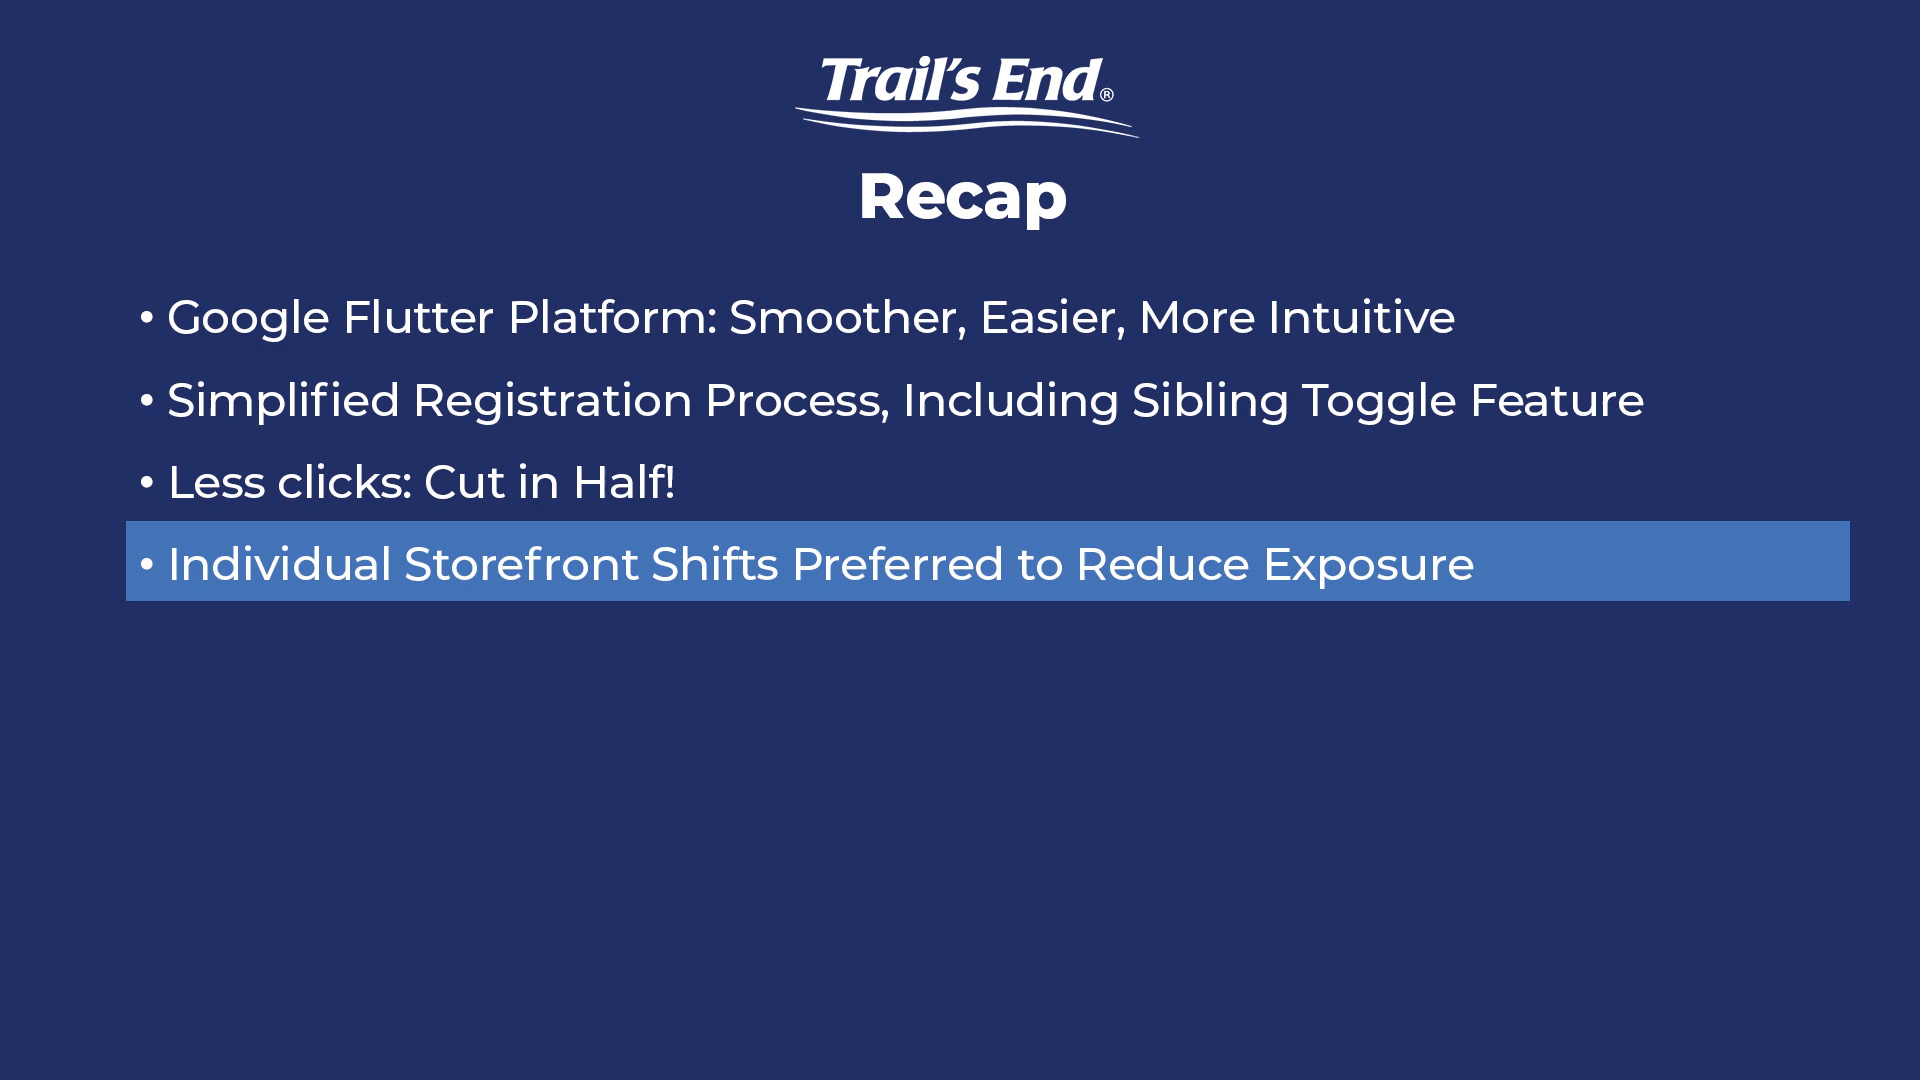 Trail's End®
Recap
• Google Flutter Platform: Smoother, Easier, More Intuitive
• Simplified Registration Process, Including Sibling Toggle Feature
• Less clicks: Cut in Half!
• Individual Storefront Shifts Preferred to Reduce Exposure